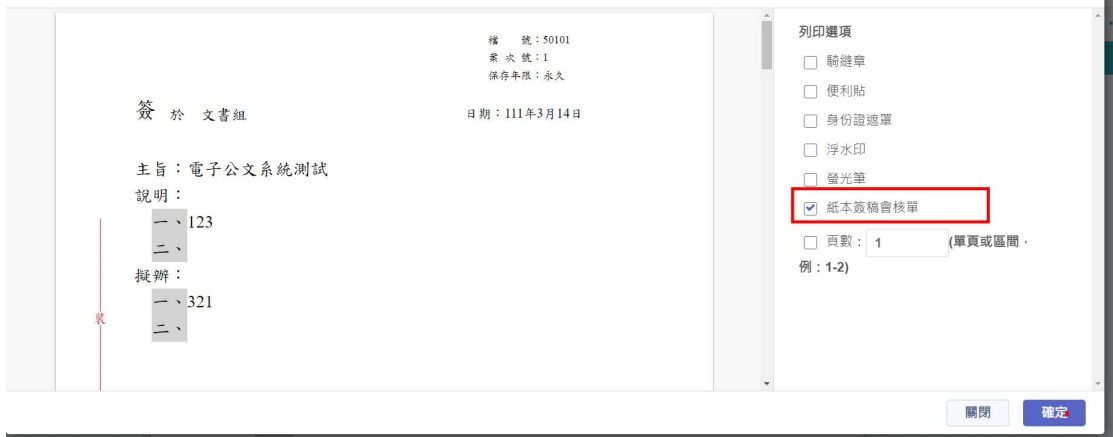 檔 號：50101
案 次 號：1
保存年限：永久
簽 於 文書組
日期：111年3月14日
主旨：電子公文系統測試
說明：
一、123
二、
擬辦：
一、321
二、
裝
列印選項
騎縫章
便利貼
身份證遮罩
浮水印
螢光筆
紙本簽稿會核單
頁數： 1 (單頁或區間，
例：1-2)
關閉
確定